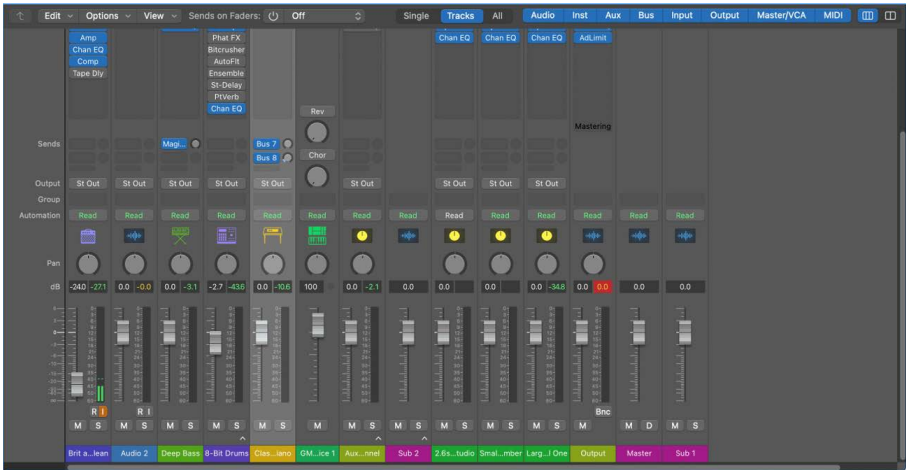 Edit Options View Sends on Faders: Off Single Tracks All Audio Inst Aux Bus Input Output Master/VCA MIDI
Amp Phat FX Chan EQ Chan EQ Chan EQ AdLimit
Chan EQ Bitcrusher
Comp AutoFlt
Tape Dly Ensemble
St-Delay
PtVerb
Chan EQ Rev
Mastering
Sends Magi... Bus 7
Bus 8 Chor
Output St Out St Out St Out St Out St Out St Out St Out St Out St Out
Group
Automation Read Read Read Read Read Read Read Read Read Read Read Read Read Read
Pan
dB -24.0 -27.1 0.0 -0.0 0.0 -3.1 -2.7 -43.6 0.0 -10.6 100 0.0 -2.1 0.0 0.0 0.0 0.0 -34.8 0.0 0.0 0.0 0.0
R I R I Bnc
M S M S M S M S M S M M S M S M S M S M S M M D M S
Brit a...lean Audio 2 Deep Bass 8-Bit Drums Clas...iano GM...ice 1 Aux...nnel Sub 2 2.6s...tudio Smal...mber Larg...l One Output Master Sub 1